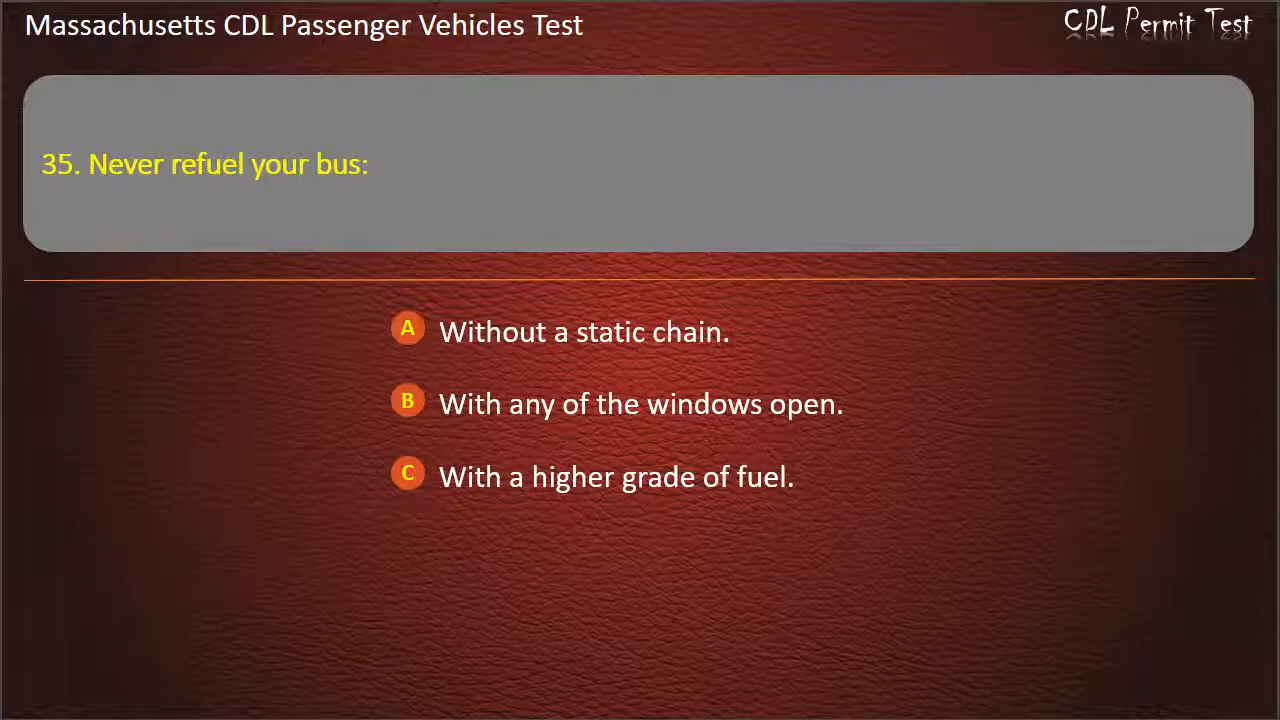 Massachusetts CDL Passenger Vehicles Test
CDL Permit Test
35. Never refuel your bus:
A Without a static chain.
B With any of the windows open.
C With a higher grade of fuel.